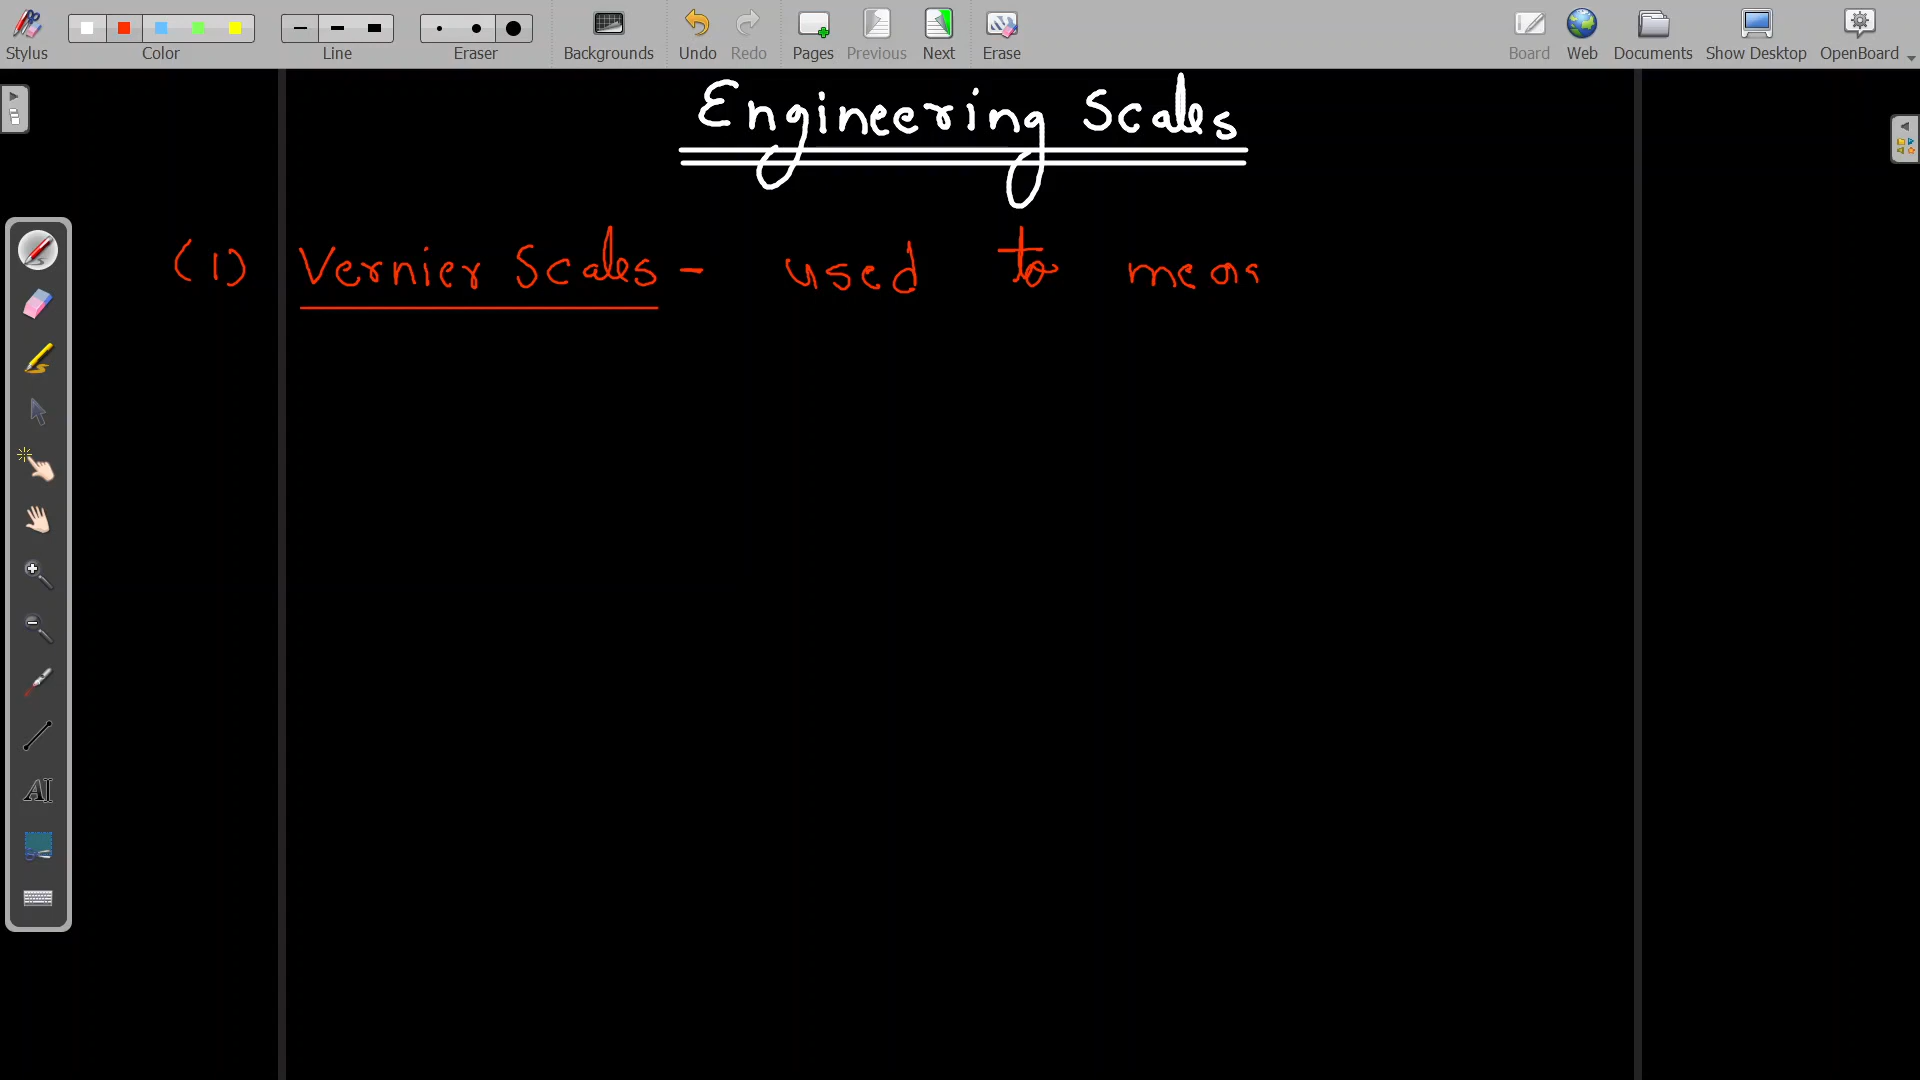 Stylus Color Line Eraser Backgrounds Undo Redo Pages Previous Next Erase Board Web Documents Show Desktop OpenBoard
Engineering Scales
(1) Vernier Scales - used to meas
AI